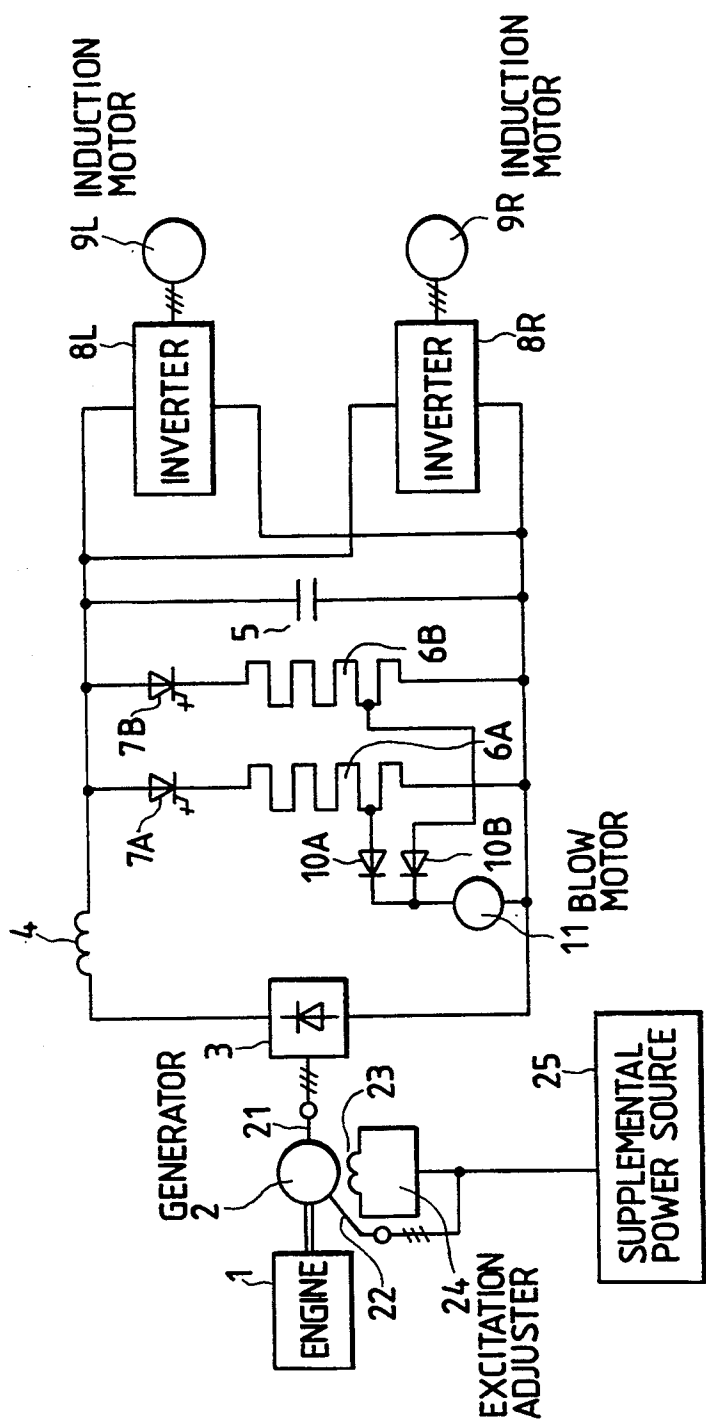 1
ENGINE
GENERATOR
2
21
22
23
24
EXCITATION
ADJUSTER
25
SUPPLEMENTAL
POWER SOURCE
3
4
7A
7B
5
6A
6B
10A
10B
11 BLOW
MOTOR
8L
INVERTER
9L INDUCTION
MOTOR
8R
INVERTER
9R INDUCTION
MOTOR